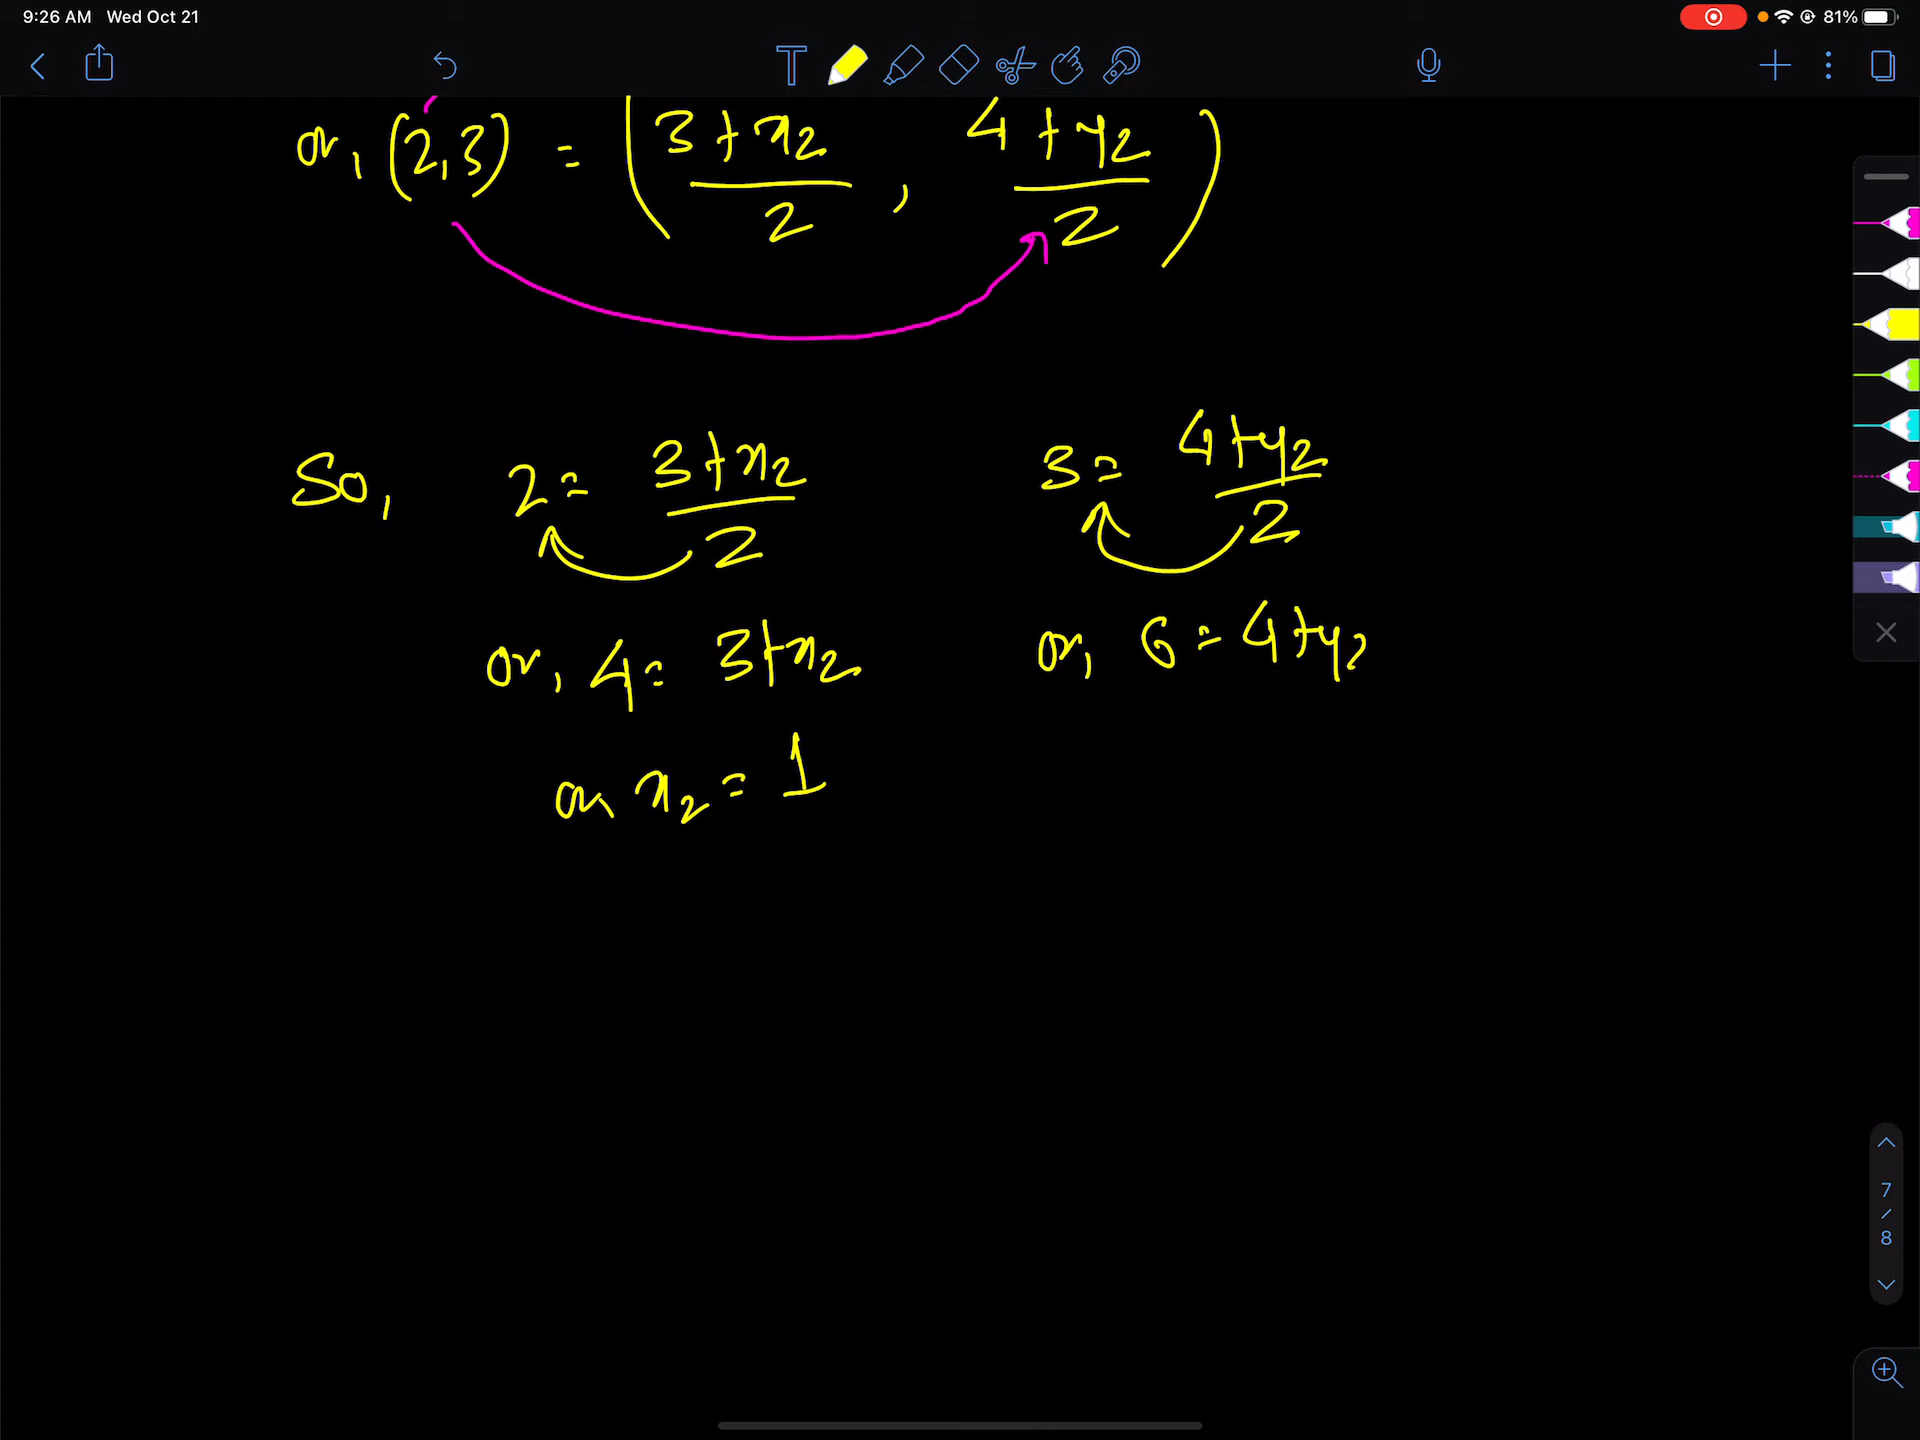 9:26 AM Wed Oct 21 81%
or, (2,3) = (3+x₂/2 , 4+y₂/2)
So, 2 = 3+x₂/2 3 = 4+y₂/2
or, 4 = 3+x₂ or, 6 = 4+y₂
or, x₂ = 1
7
/
8